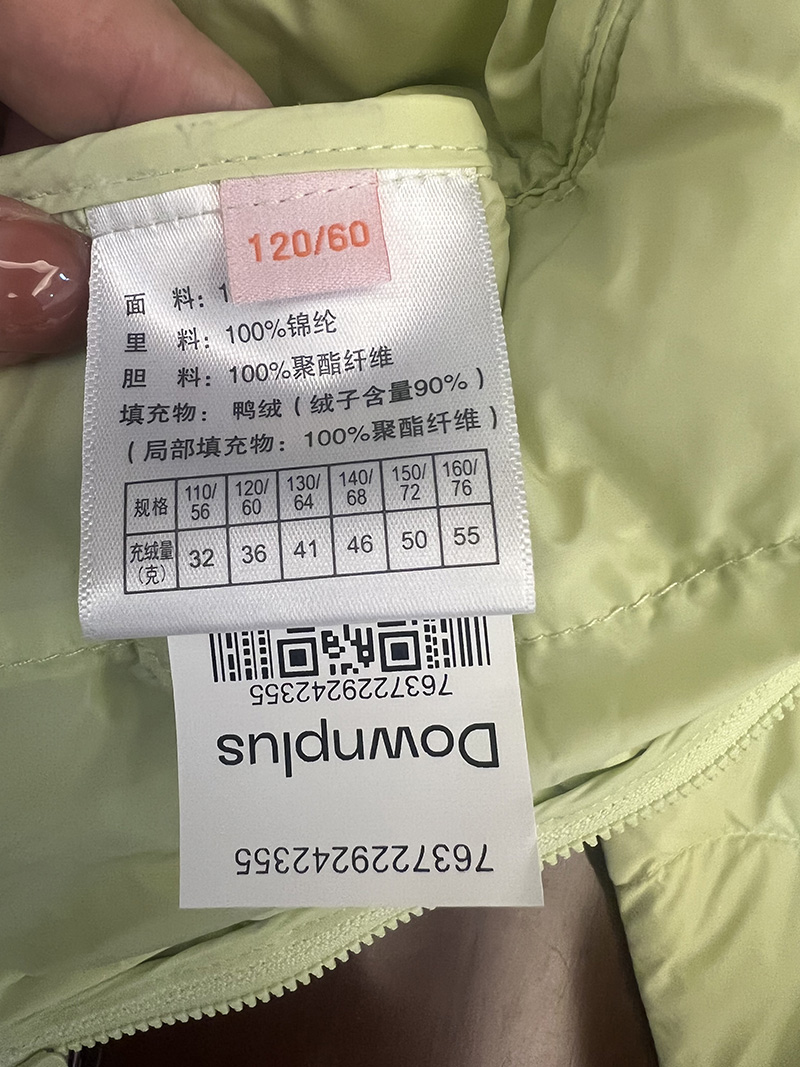 120/60
面 料：1
里 料：100%锦纶
胆 料：100%聚酯纤维
填充物：鸭绒（绒子含量90%）
（局部填充物：100%聚酯纤维）
规格 110/56 120/60 130/64 140/68 150/72 160/76
充绒量（克） 32 36 41 46 50 55
7637229242355
Downplus
7637229242355